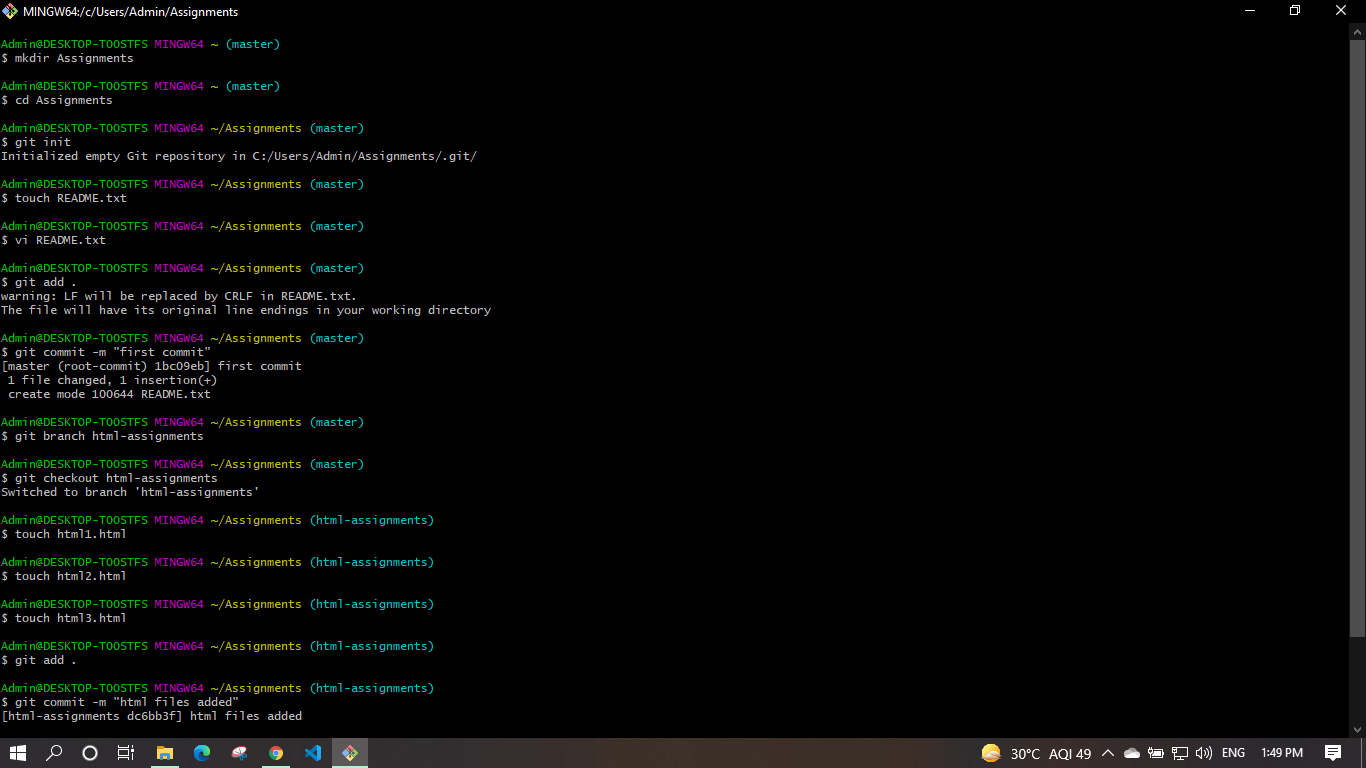 MINGW64:/c/Users/Admin/Assignments
Admin@DESKTOP-TOOSTFS MINGW64 ~ (master)
$ mkdir Assignments
Admin@DESKTOP-TOOSTFS MINGW64 ~ (master)
$ cd Assignments
Admin@DESKTOP-TOOSTFS MINGW64 ~/Assignments (master)
$ git init
Initialized empty Git repository in C:/Users/Admin/Assignments/.git/
Admin@DESKTOP-TOOSTFS MINGW64 ~/Assignments (master)
$ touch README.txt
Admin@DESKTOP-TOOSTFS MINGW64 ~/Assignments (master)
$ vi README.txt
Admin@DESKTOP-TOOSTFS MINGW64 ~/Assignments (master)
$ git add .
warning: LF will be replaced by CRLF in README.txt.
The file will have its original line endings in your working directory
Admin@DESKTOP-TOOSTFS MINGW64 ~/Assignments (master)
$ git commit -m "first commit"
[master (root-commit) 1bc09eb] first commit
 1 file changed, 1 insertion(+)
 create mode 100644 README.txt
Admin@DESKTOP-TOOSTFS MINGW64 ~/Assignments (master)
$ git branch html-assignments
Admin@DESKTOP-TOOSTFS MINGW64 ~/Assignments (master)
$ git checkout html-assignments
Switched to branch 'html-assignments'
Admin@DESKTOP-TOOSTFS MINGW64 ~/Assignments (html-assignments)
$ touch html1.html
Admin@DESKTOP-TOOSTFS MINGW64 ~/Assignments (html-assignments)
$ touch html2.html
Admin@DESKTOP-TOOSTFS MINGW64 ~/Assignments (html-assignments)
$ touch html3.html
Admin@DESKTOP-TOOSTFS MINGW64 ~/Assignments (html-assignments)
$ git add .
Admin@DESKTOP-TOOSTFS MINGW64 ~/Assignments (html-assignments)
$ git commit -m "html files added"
[html-assignments dc6bb3f] html files added
30°C AQI 49 ENG 1:49 PM